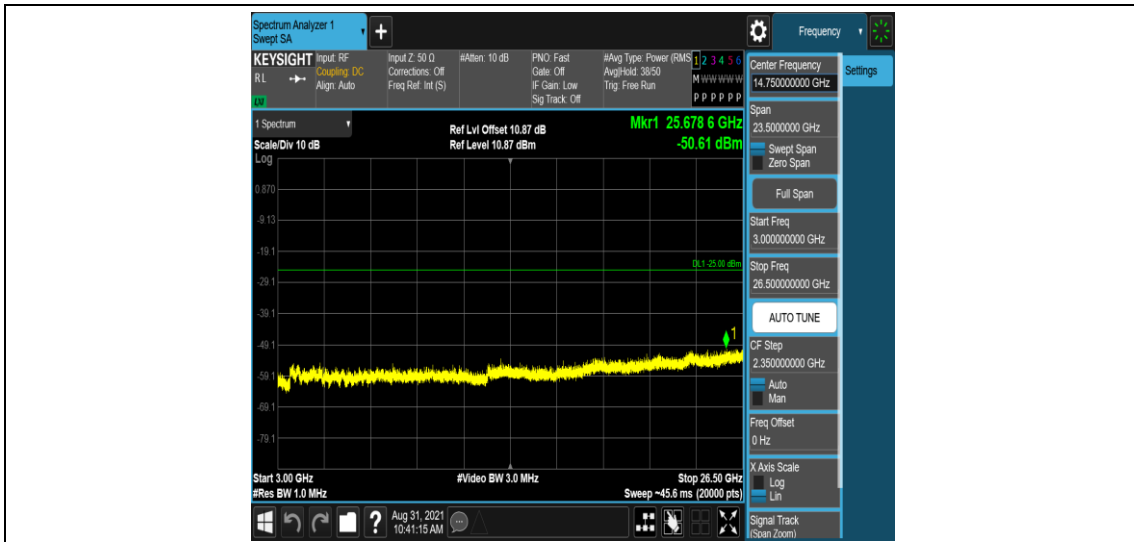 Spectrum Analyzer 1
Swept SA
+
Frequency
KEYSIGHT
RL
LXI
Input: RF
Coupling: DC
Align: Auto
Input Z: 50 Ω
Corrections: Off
Freq Ref: Int (S)
#Atten: 10 dB
PNO: Fast
Gate: Off
IF Gain: Low
Sig Track: Off
#Avg Type: Power (RMS
Avg|Hold: 38/50
Trig: Free Run
1 2 3 4 5 6
M W W W W W
P P P P P P
1 Spectrum
Scale/Div 10 dB
Log
Ref Lvl Offset 10.87 dB
Ref Level 10.87 dBm
Mkr1 25.678 6 GHz
-50.61 dBm
0.870
-9.13
-19.1
DL1 -25.00 dBm
-29.1
-39.1
1
-49.1
-59.1
-69.1
-79.1
Start 3.00 GHz
#Res BW 1.0 MHz
#Video BW 3.0 MHz
Stop 26.50 GHz
Sweep ~45.6 ms (20000 pts)
?
Aug 31, 2021
10:41:15 AM
Center Frequency
14.750000000 GHz
Settings
Span
23.5000000 GHz
Swept Span
Zero Span
Full Span
Start Freq
3.000000000 GHz
Stop Freq
26.500000000 GHz
AUTO TUNE
CF Step
2.350000000 GHz
Auto
Man
Freq Offset
0 Hz
X Axis Scale
Log
Lin
Signal Track
(Span Zoom)